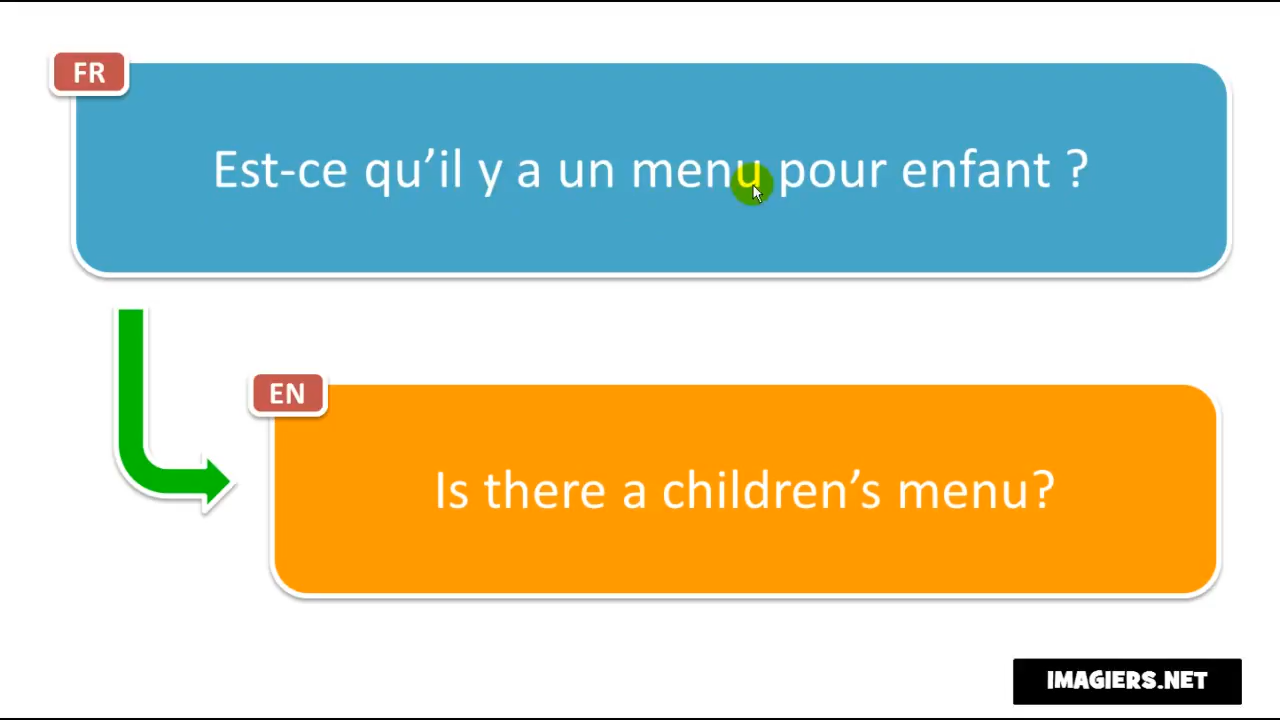 FR
Est-ce qu’il y a un menu pour enfant ?
EN
Is there a children’s menu?
IMAGIERS.NET